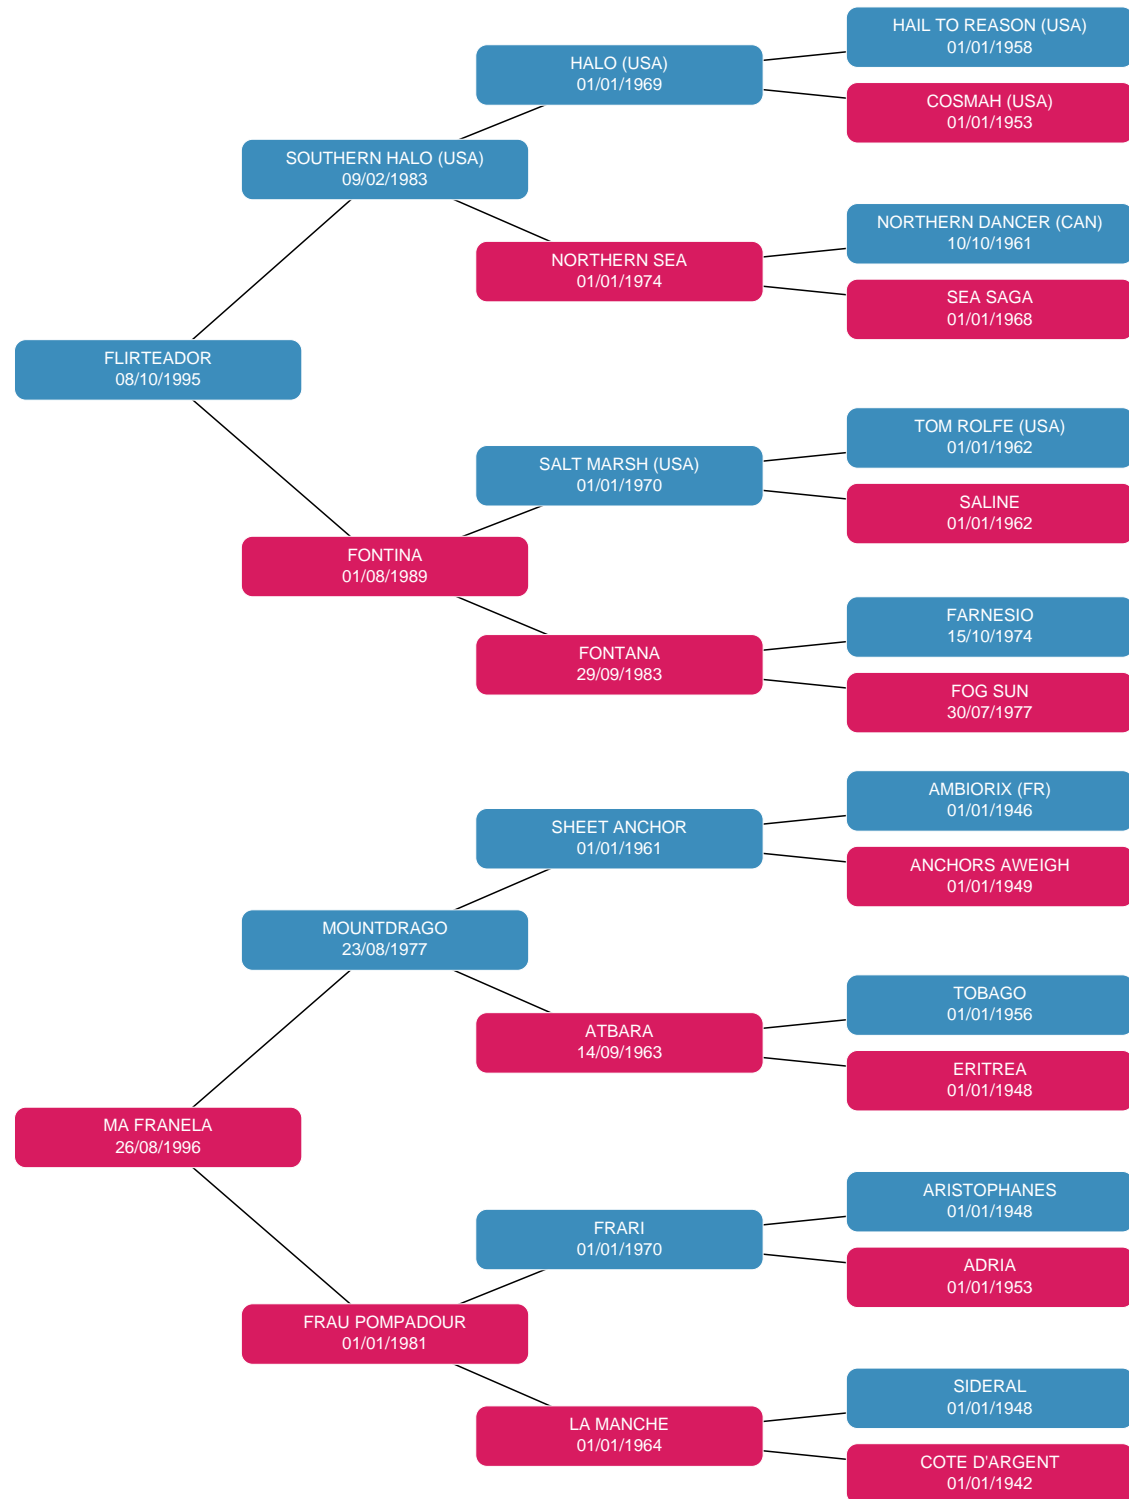 HAIL TO REASON (USA)
01/01/1958
HALO (USA)
01/01/1969
COSMAH (USA)
01/01/1953
SOUTHERN HALO (USA)
09/02/1983
NORTHERN DANCER (CAN)
10/10/1961
NORTHERN SEA
01/01/1974
SEA SAGA
01/01/1968
FLIRTEADOR
08/10/1995
TOM ROLFE (USA)
01/01/1962
SALT MARSH (USA)
01/01/1970
SALINE
01/01/1962
FONTINA
01/08/1989
FARNESIO
15/10/1974
FONTANA
29/09/1983
FOG SUN
30/07/1977
AMBIORIX (FR)
01/01/1946
SHEET ANCHOR
01/01/1961
ANCHORS AWEIGH
01/01/1949
MOUNTDRAGO
23/08/1977
TOBAGO
01/01/1956
ATBARA
14/09/1963
ERITREA
01/01/1948
MA FRANELA
26/08/1996
ARISTOPHANES
01/01/1948
FRARI
01/01/1970
ADRIA
01/01/1953
FRAU POMPADOUR
01/01/1981
SIDERAL
01/01/1948
LA MANCHE
01/01/1964
COTE D'ARGENT
01/01/1942